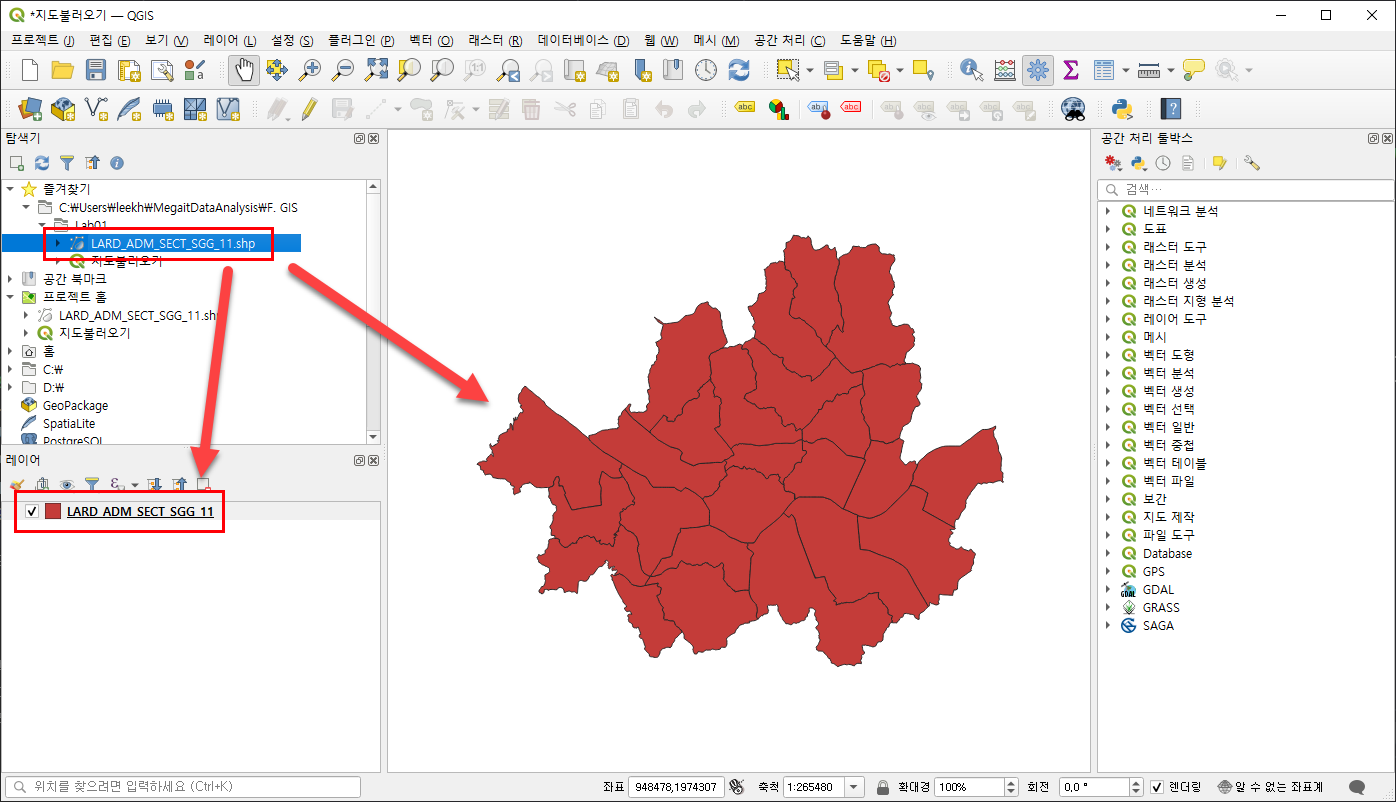 *지도불러오기 — QGIS
프로젝트 (J) 편집 (E) 보기 (V) 레이어 (L) 설정 (S) 플러그인 (P) 벡터 (O) 래스터 (R) 데이터베이스 (D) 웹 (W) 메시 (M) 공간 처리 (C) 도움말 (H)
탐색기
즐겨찾기
C:\Users\leekh\MegaitDataAnalysis\F. GIS
Lab01
LARD_ADM_SECT_SGG_11.shp
지도불러오기
공간 북마크
프로젝트 홈
LARD_ADM_SECT_SGG_11.shp
지도불러오기
홈
C:\
D:\
GeoPackage
SpatiaLite
PostgreSQL
레이어
LARD_ADM_SECT_SGG_11
공간 처리 툴박스
검색…
네트워크 분석
도표
래스터 도구
래스터 분석
래스터 생성
래스터 지형 분석
레이어 도구
메시
벡터 도형
벡터 분석
벡터 생성
벡터 선택
벡터 일반
벡터 중첩
벡터 테이블
벡터 파일
보간
지도 제작
파일 도구
Database
GPS
GDAL
GRASS
SAGA
위치를 찾으려면 입력하세요 (Ctrl+K) 좌표 948478,1974307 축척 1:265480 확대경 100% 회전 0,0 ° 렌더링 알 수 없는 좌표계